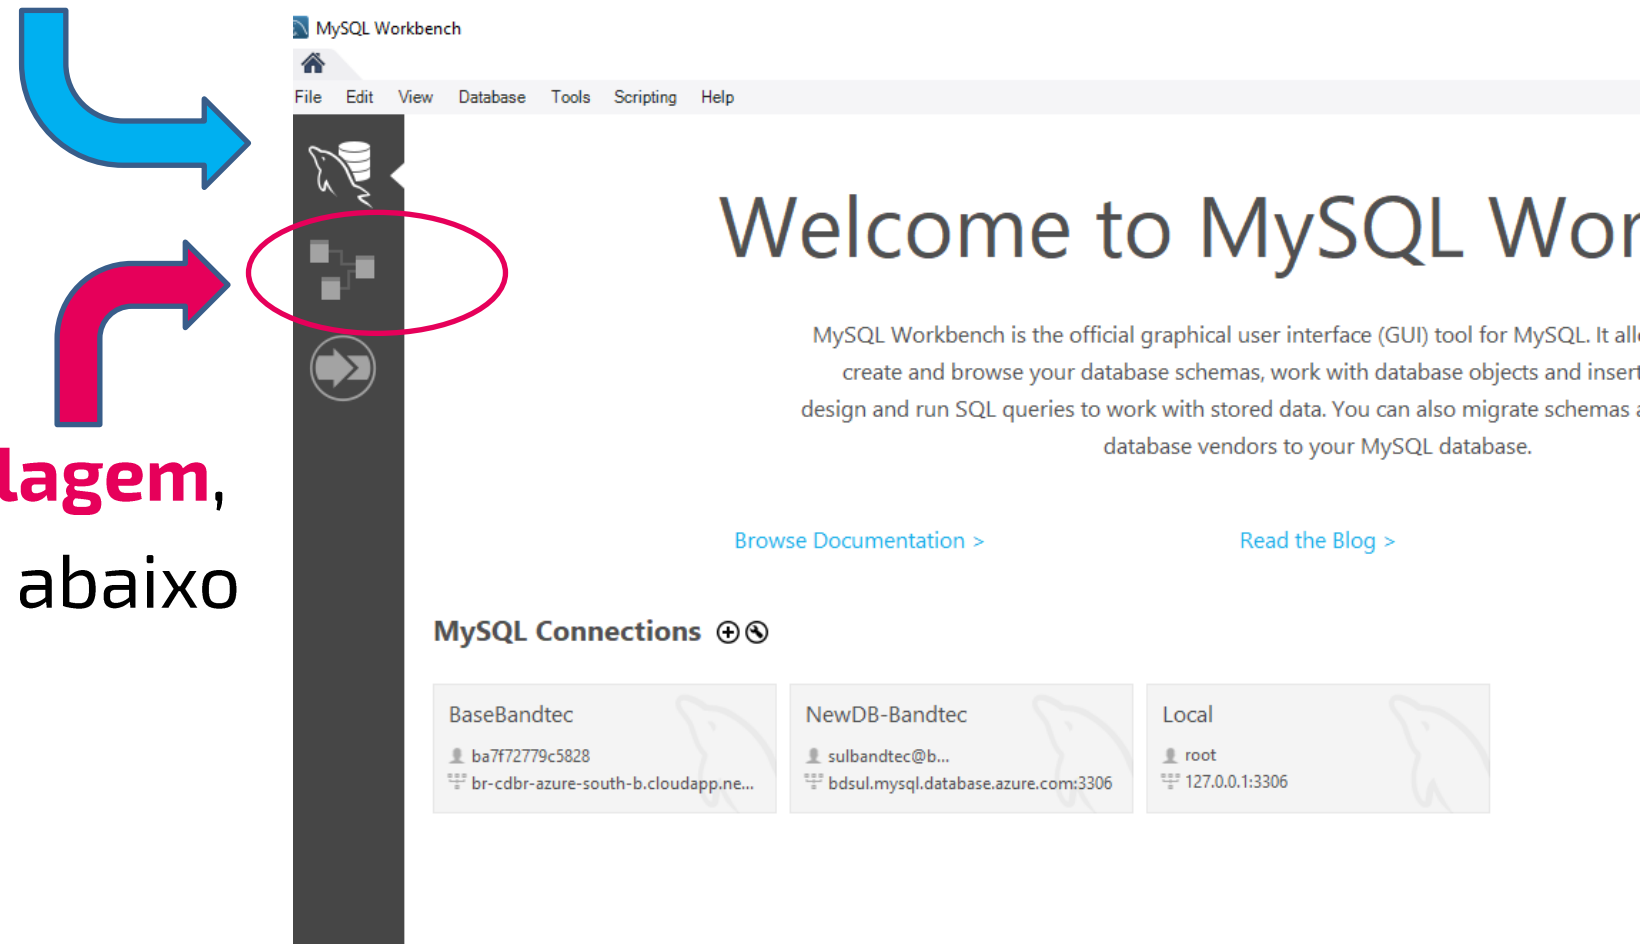 MySQL Workbench
File Edit View Database Tools Scripting Help
Welcome to MySQL Wor
MySQL Workbench is the official graphical user interface (GUI) tool for MySQL. It all
create and browse your database schemas, work with database objects and insert
design and run SQL queries to work with stored data. You can also migrate schemas
database vendors to your MySQL database.
Browse Documentation > Read the Blog >
lagem,
abaixo
MySQL Connections
BaseBandtec
ba7f72779c5828
br-cdbr-azure-south-b.cloudapp.ne...
NewDB-Bandtec
sulbandtec@b...
bdsul.mysql.database.azure.com:3306
Local
root
127.0.0.1:3306